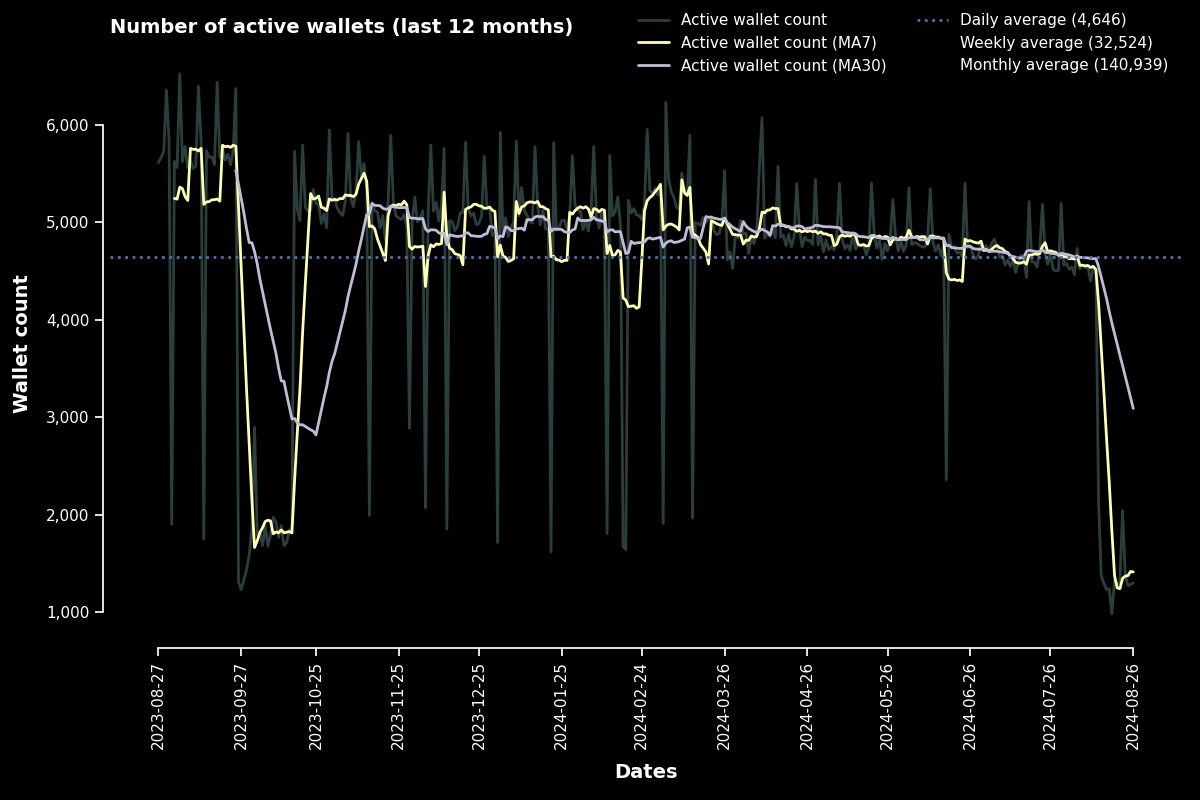 Number of active wallets (last 12 months)
Active wallet count
Active wallet count (MA7)
Active wallet count (MA30)
Daily average (4,646)
Weekly average (32,524)
Monthly average (140,939)
Wallet count
6,000
5,000
4,000
3,000
2,000
1,000
2023-08-27
2023-09-27
2023-10-25
2023-11-25
2023-12-25
2024-01-25
2024-02-24
2024-03-26
2024-04-26
2024-05-26
2024-06-26
2024-07-26
2024-08-26
Dates